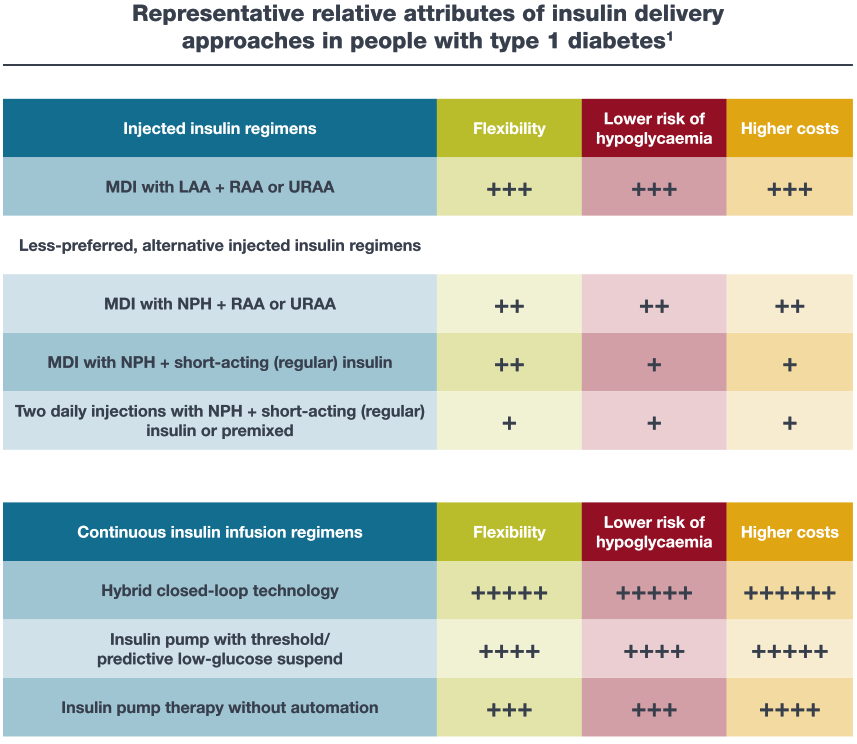 Representative relative attributes of insulin delivery
approaches in people with type 1 diabetes¹
Injected insulin regimens
Flexibility
Lower risk of
hypoglycaemia
Higher costs
MDI with LAA + RAA or URAA
+++
+++
+++
Less-preferred, alternative injected insulin regimens
MDI with NPH + RAA or URAA
++
++
++
MDI with NPH + short-acting (regular) insulin
++
+
+
Two daily injections with NPH + short-acting (regular)
insulin or premixed
+
+
+
Continuous insulin infusion regimens
Flexibility
Lower risk of
hypoglycaemia
Higher costs
Hybrid closed-loop technology
+++++
+++++
++++++
Insulin pump with threshold/
predictive low-glucose suspend
++++
++++
+++++
Insulin pump therapy without automation
+++
+++
++++